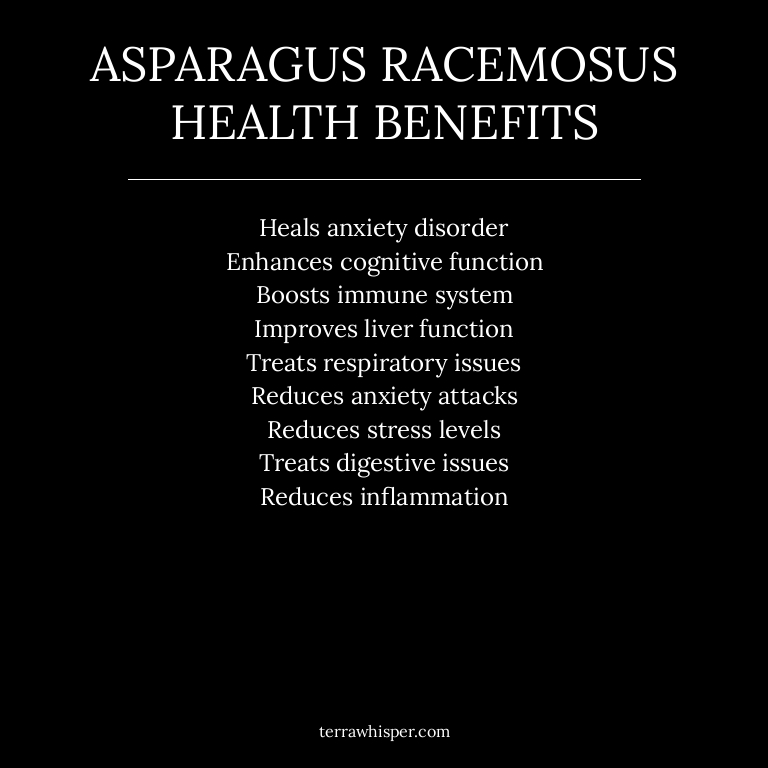 ASPARAGUS RACEMOSUS
HEALTH BENEFITS
Heals anxiety disorder
Enhances cognitive function
Boosts immune system
Improves liver function
Treats respiratory issues
Reduces anxiety attacks
Reduces stress levels
Treats digestive issues
Reduces inflammation
terrawhisper.com